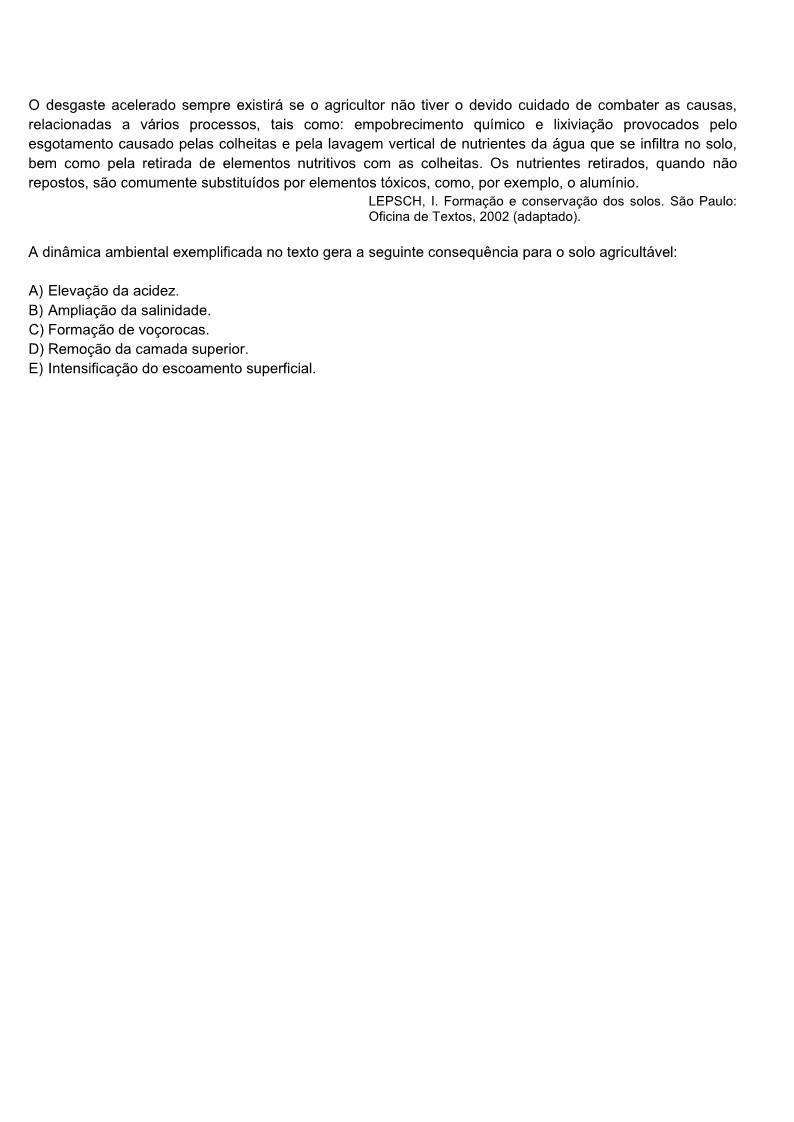 O desgaste acelerado sempre existirá se o agricultor não tiver o devido cuidado de combater as causas,
relacionadas a vários processos, tais como: empobrecimento químico e lixiviação provocados pelo
esgotamento causado pelas colheitas e pela lavagem vertical de nutrientes da água que se infiltra no solo,
bem como pela retirada de elementos nutritivos com as colheitas. Os nutrientes retirados, quando não
repostos, são comumente substituídos por elementos tóxicos, como, por exemplo, o alumínio.
LEPSCH, I. Formação e conservação dos solos. São Paulo:
Oficina de Textos, 2002 (adaptado).
A dinâmica ambiental exemplificada no texto gera a seguinte consequência para o solo agricultável:
A) Elevação da acidez.
B) Ampliação da salinidade.
C) Formação de voçorocas.
D) Remoção da camada superior.
E) Intensificação do escoamento superficial.